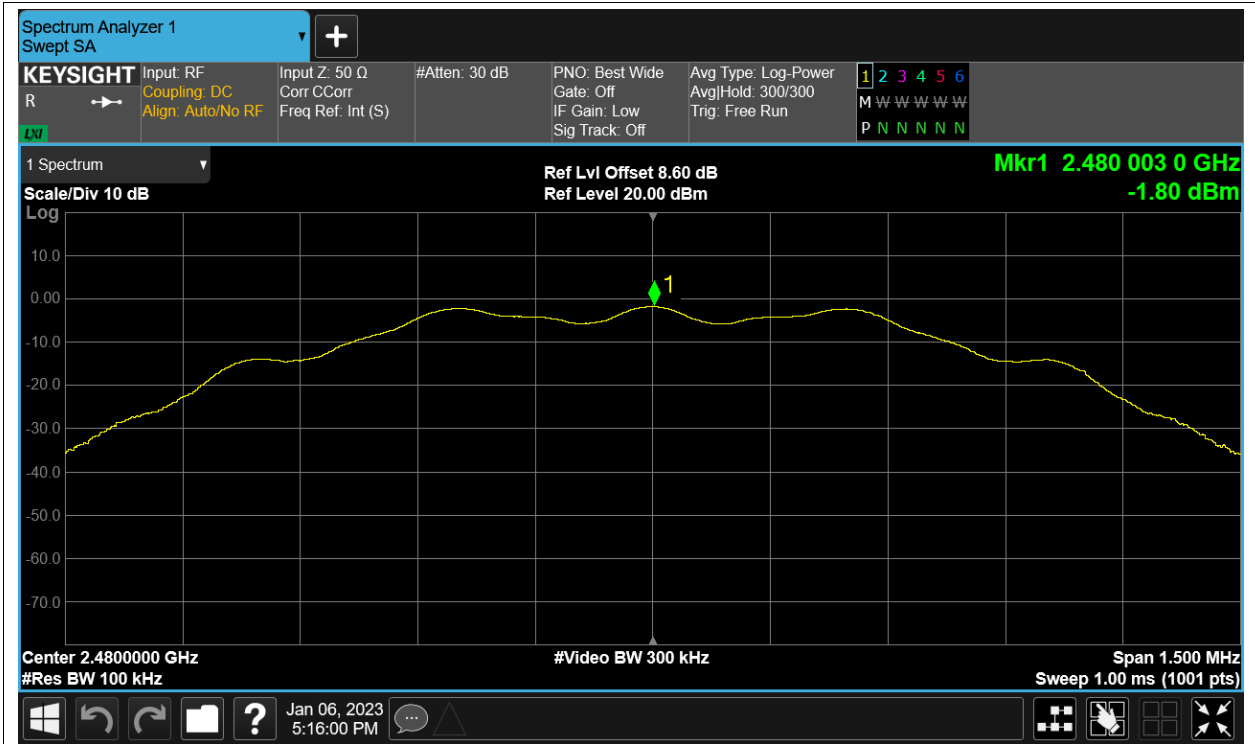 Spectrum Analyzer 1
Swept SA
KEYSIGHT
R
LXI
Input: RF
Coupling: DC
Align: Auto/No RF
Input Z: 50 Ω
Corr CCorr
Freq Ref: Int (S)
#Atten: 30 dB
PNO: Best Wide
Gate: Off
IF Gain: Low
Sig Track: Off
Avg Type: Log-Power
Avg|Hold: 300/300
Trig: Free Run
1 2 3 4 5 6
M W W W W W
P N N N N N
1 Spectrum
Scale/Div 10 dB
Log
Ref Lvl Offset 8.60 dB
Ref Level 20.00 dBm
Mkr1 2.480 003 0 GHz
-1.80 dBm
1
10.0
0.00
-10.0
-20.0
-30.0
-40.0
-50.0
-60.0
-70.0
Center 2.4800000 GHz
#Res BW 100 kHz
#Video BW 300 kHz
Span 1.500 MHz
Sweep 1.00 ms (1001 pts)
?
Jan 06, 2023
5:16:00 PM